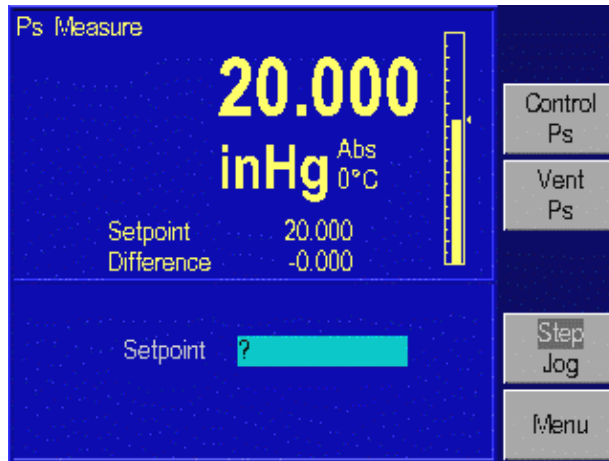 Ps Measure
20.000
inHg Abs 0°C
Setpoint 20.000
Difference -0.000
Setpoint ?
Control
Ps
Vent
Ps
Step
Jog
Menu